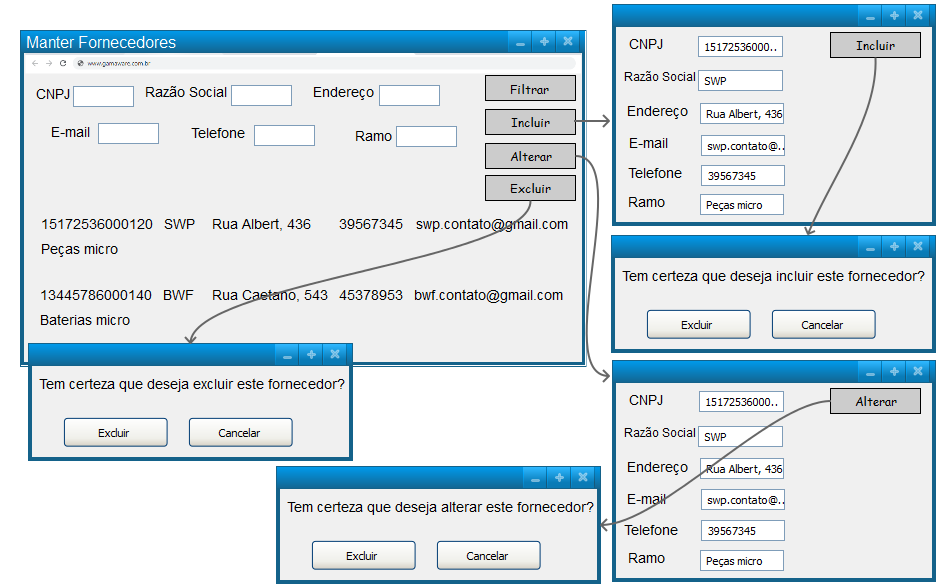 Manter Fornecedores
www.gamaware.com.br
CNPJ Razão Social Endereço Filtrar
E-mail Telefone Ramo Incluir
Alterar
Excluir
15172536000120 SWP Rua Albert, 436 39567345 swp.contato@gmail.com
Peças micro
13445786000140 BWF Rua Caetano, 543 45378953 bwf.contato@gmail.com
Baterias micro
CNPJ 15172536000.. Incluir
Razão Social SWP
Endereço Rua Albert, 436
E-mail swp.contato@..
Telefone 39567345
Ramo Peças micro
Tem certeza que deseja incluir este fornecedor?
Excluir Cancelar
Tem certeza que deseja excluir este fornecedor?
Excluir Cancelar
CNPJ 15172536000.. Alterar
Razão Social SWP
Endereço Rua Albert, 436
E-mail swp.contato@..
Telefone 39567345
Ramo Peças micro
Tem certeza que deseja alterar este fornecedor?
Excluir Cancelar